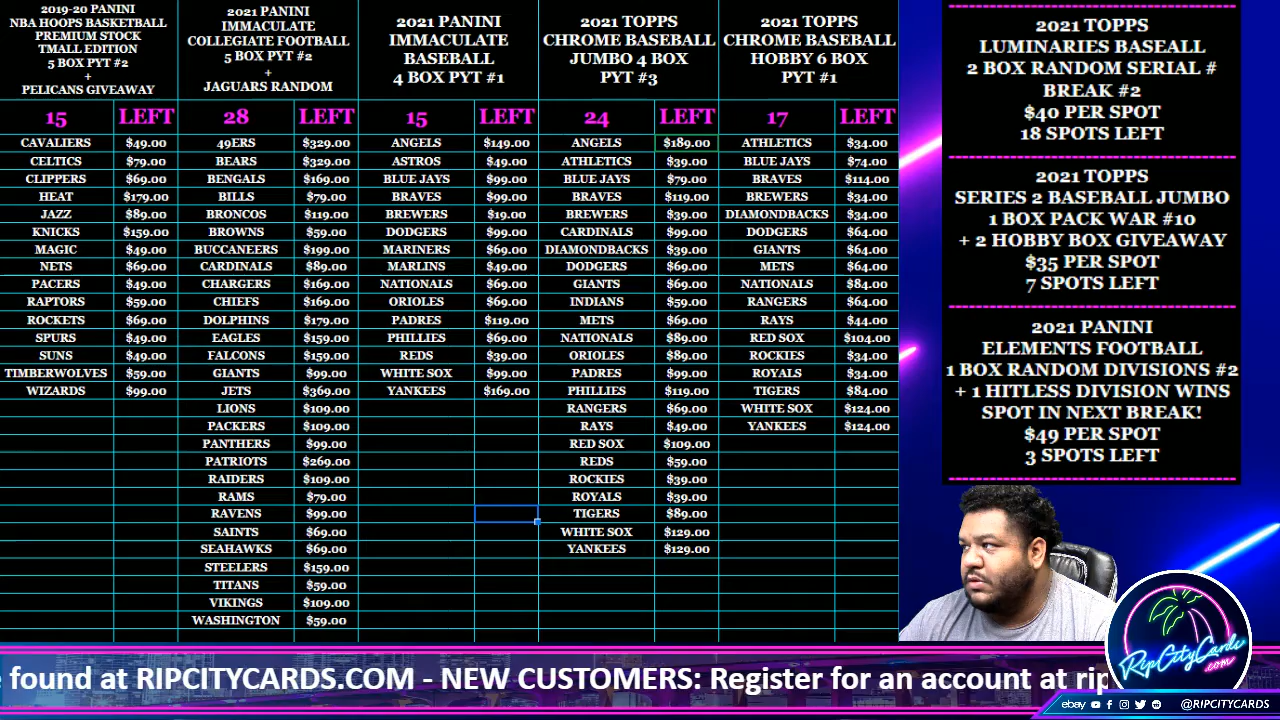 2019-20 PANINI
NBA HOOPS BASKETBALL
PREMIUM STOCK
TMALL EDITION
5 BOX PYT #2
+
PELICANS GIVEAWAY
15 LEFT
CAVALIERS $49.00
CELTICS $79.00
CLIPPERS $69.00
HEAT $179.00
JAZZ $89.00
KNICKS $159.00
MAGIC $49.00
NETS $69.00
PACERS $49.00
RAPTORS $59.00
ROCKETS $69.00
SPURS $49.00
SUNS $49.00
TIMBERWOLVES $59.00
WIZARDS $99.00
2021 PANINI
IMMACULATE
COLLEGIATE FOOTBALL
5 BOX PYT #2
+
JAGUARS RANDOM
28 LEFT
49ERS $329.00
BEARS $329.00
BENGALS $169.00
BILLS $79.00
BRONCOS $119.00
BROWNS $59.00
BUCCANEERS $199.00
CARDINALS $89.00
CHARGERS $169.00
CHIEFS $169.00
DOLPHINS $179.00
EAGLES $159.00
FALCONS $159.00
GIANTS $99.00
JETS $369.00
LIONS $109.00
PACKERS $109.00
PANTHERS $99.00
PATRIOTS $269.00
RAIDERS $109.00
RAMS $79.00
RAVENS $99.00
SAINTS $69.00
SEAHAWKS $69.00
STEELERS $159.00
TITANS $59.00
VIKINGS $109.00
WASHINGTON $59.00
2021 PANINI
IMMACULATE
BASEBALL
4 BOX PYT #1
15 LEFT
ANGELS $149.00
ASTROS $49.00
BLUE JAYS $99.00
BRAVES $99.00
BREWERS $19.00
DODGERS $99.00
MARINERS $69.00
MARLINS $49.00
NATIONALS $69.00
ORIOLES $69.00
PADRES $119.00
PHILLIES $69.00
REDS $39.00
WHITE SOX $99.00
YANKEES $169.00
2021 TOPPS
CHROME BASEBALL
JUMBO 4 BOX
PYT #3
24 LEFT
ANGELS $189.00
ATHLETICS $39.00
BLUE JAYS $79.00
BRAVES $119.00
BREWERS $39.00
CARDINALS $99.00
DIAMONDBACKS $39.00
DODGERS $69.00
GIANTS $69.00
INDIANS $59.00
METS $69.00
NATIONALS $89.00
ORIOLES $89.00
PADRES $99.00
PHILLIES $119.00
RANGERS $69.00
RAYS $49.00
RED SOX $109.00
REDS $59.00
ROCKIES $39.00
ROYALS $39.00
TIGERS $89.00
WHITE SOX $129.00
YANKEES $129.00
2021 TOPPS
CHROME BASEBALL
HOBBY 6 BOX
PYT #1
17 LEFT
ATHLETICS $34.00
BLUE JAYS $74.00
BRAVES $114.00
BREWERS $34.00
DIAMONDBACKS $34.00
DODGERS $64.00
GIANTS $64.00
METS $64.00
NATIONALS $84.00
RANGERS $64.00
RAYS $44.00
RED SOX $104.00
ROCKIES $34.00
ROYALS $34.00
TIGERS $84.00
WHITE SOX $124.00
YANKEES $124.00
2021 TOPPS
LUMINARIES BASEALL
2 BOX RANDOM SERIAL #
BREAK #2
$40 PER SPOT
18 SPOTS LEFT
2021 TOPPS
SERIES 2 BASEBALL JUMBO
1 BOX PACK WAR #10
+ 2 HOBBY BOX GIVEAWAY
$35 PER SPOT
7 SPOTS LEFT
2021 PANINI
ELEMENTS FOOTBALL
1 BOX RANDOM DIVISIONS #2
+ 1 HITLESS DIVISION WINS
SPOT IN NEXT BREAK!
$49 PER SPOT
3 SPOTS LEFT
RipCityCards
.com
found at RIPCITYCARDS.COM - NEW CUSTOMERS: Register for an account at rip
ebay @RIPCITYCARDS